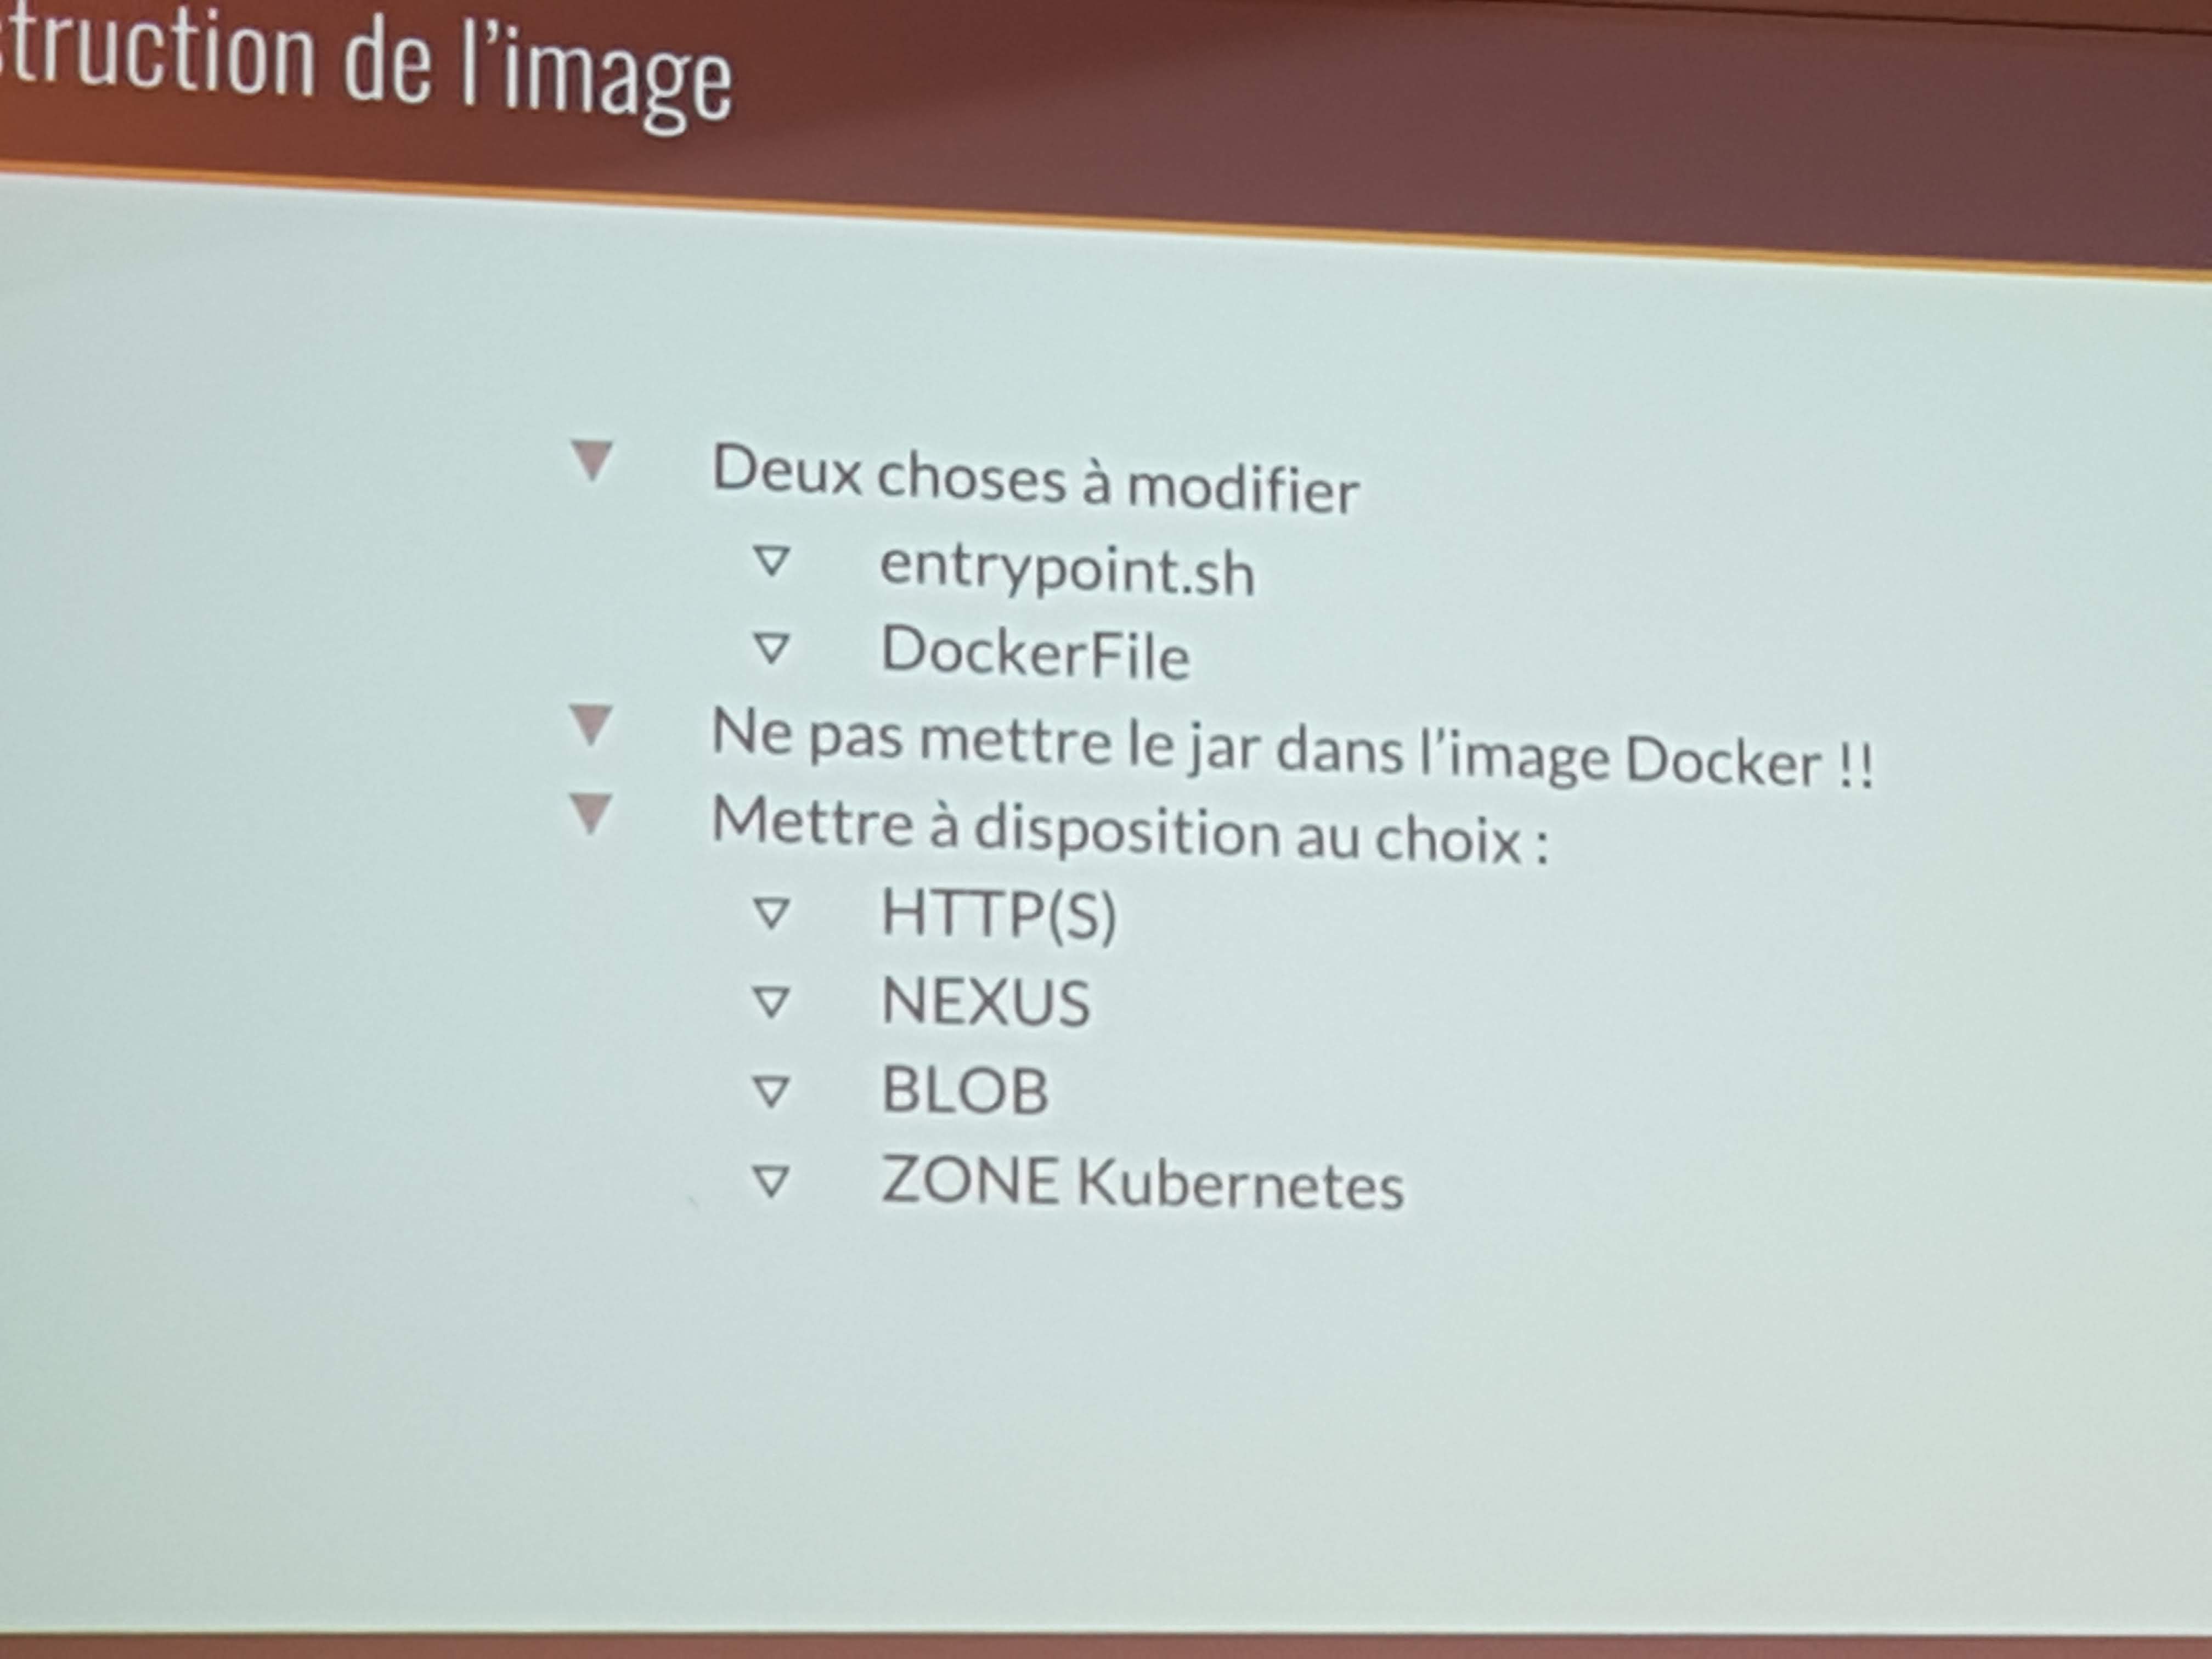 truction de l'image
Deux choses à modifier
entrypoint.sh
DockerFile
Ne pas mettre le jar dans l'image Docker !!
Mettre à disposition au choix :
HTTP(S)
NEXUS
BLOB
ZONE Kubernetes